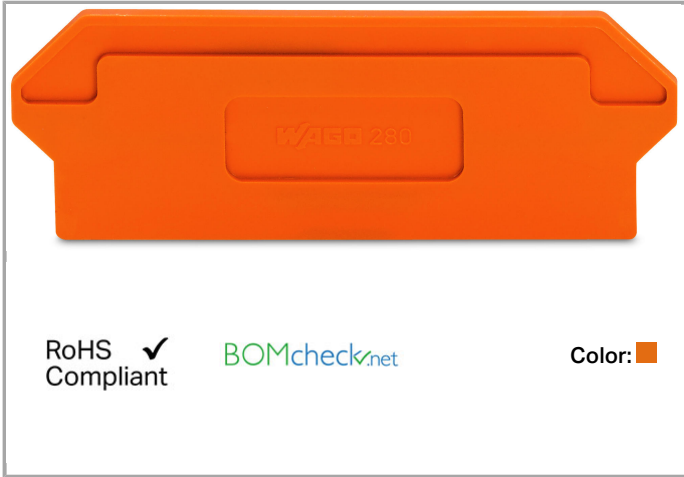 WAGO 280
RoHS ✓
Compliant
BOMcheck.net
Color: